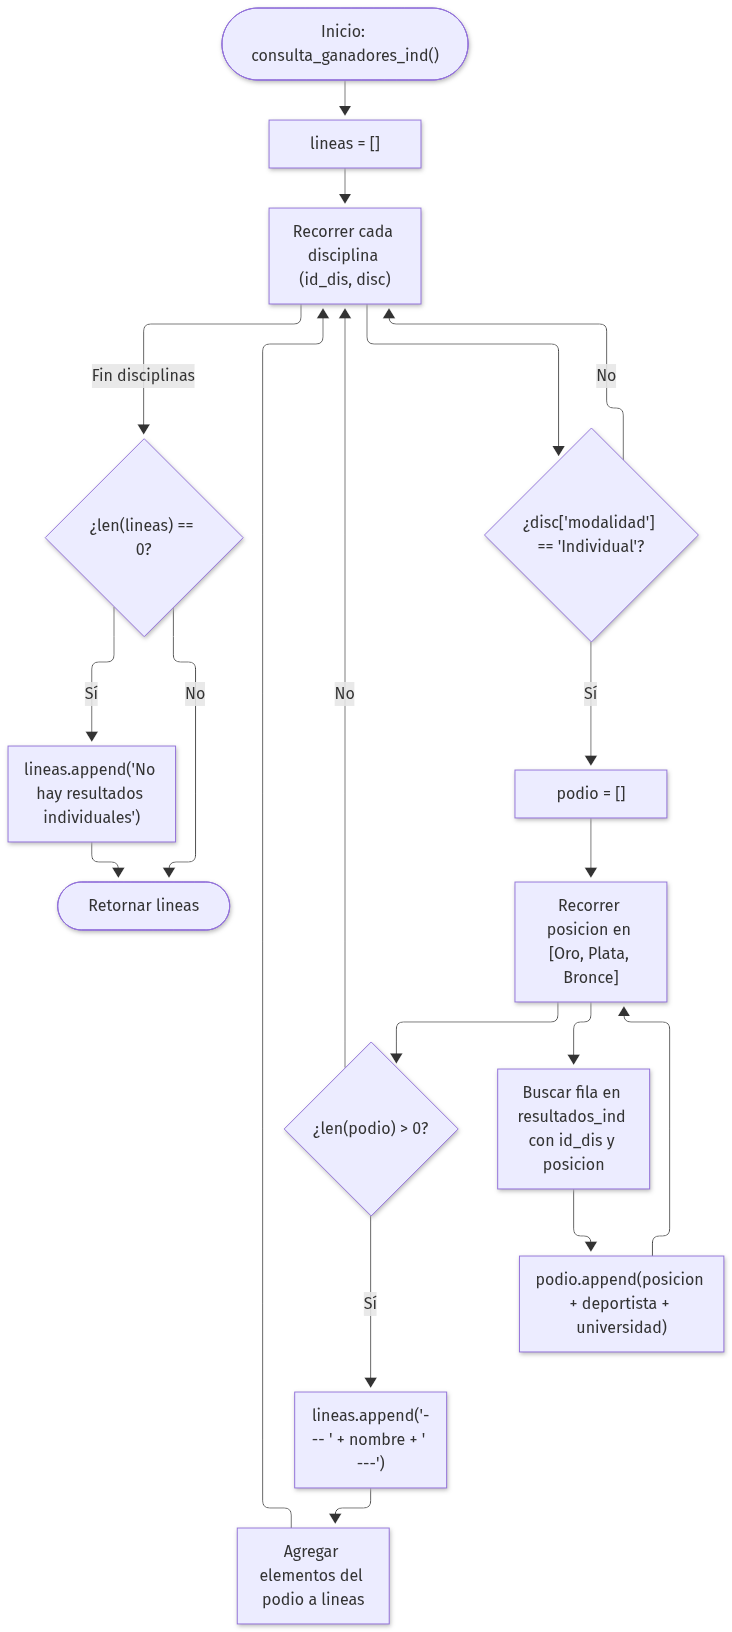 Inicio:
consulta_ganadores_ind()
lineas = []
Recorrer cada
disciplina
(id_dis, disc)
Fin disciplinas
No
¿len(lineas) ==
0?
¿disc['modalidad']
== 'Individual'?
Sí
No
No
Sí
lineas.append('No
hay resultados
individuales')
podio = []
Retornar lineas
Recorrer
posicion en
[Oro, Plata,
Bronce]
¿len(podio) > 0?
Buscar fila en
resultados_ind
con id_dis y
posicion
podio.append(posicion
+ deportista +
universidad)
Sí
lineas.append('-
-- ' + nombre + '
---')
Agregar
elementos del
podio a lineas